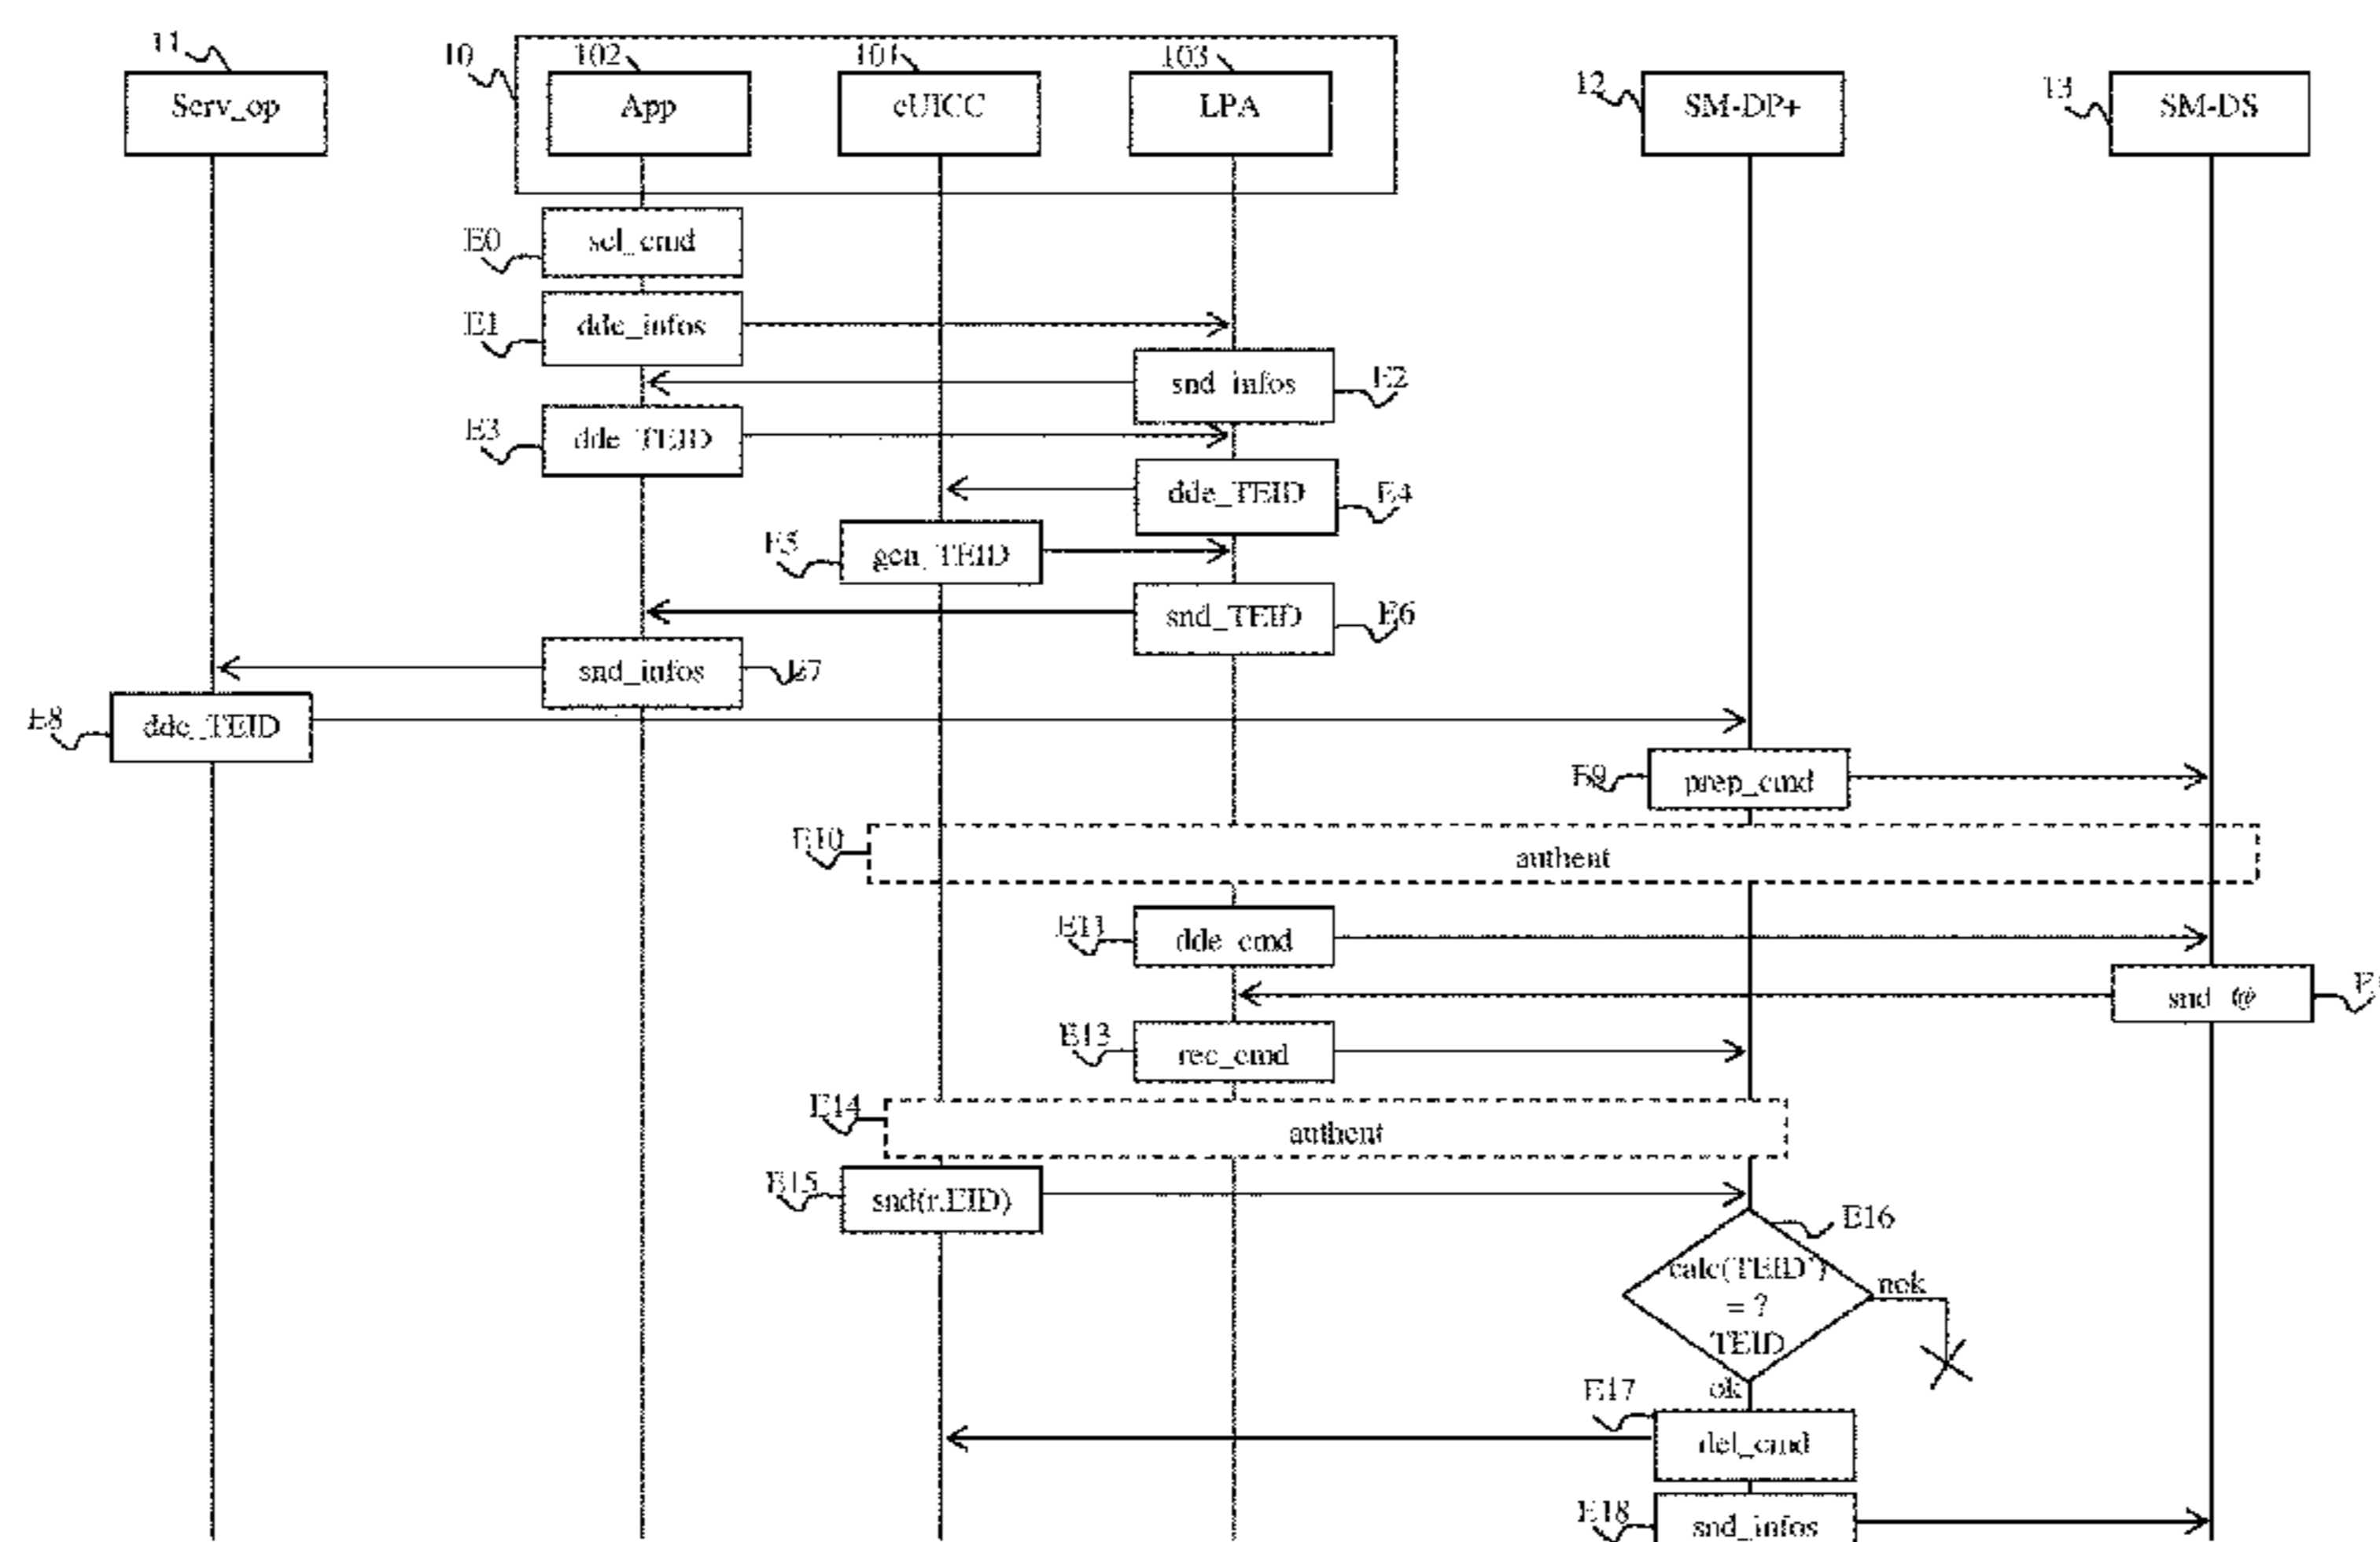 11
10
102
101
103
12
13
Serv_op
App
eUICC
LPA
SM-DP+
SM-DS
E0
sel_cmd
E1
dde_infos
snd_infos
E2
E3
dde_TEID
dde_TEID
E4
E5
gen_TEID
snd_TEID
E6
snd_infos
E7
E8
dde_TEID
E9
prep_cmd
E10
authent
E11
dde_cmd
snd_@
E13
rec_cmd
E14
authent
E15
snd(r,EID)
E16
calc(TEID')
= ?
TEID
nok
ok
E17
del_cmd
E18
snd_infos